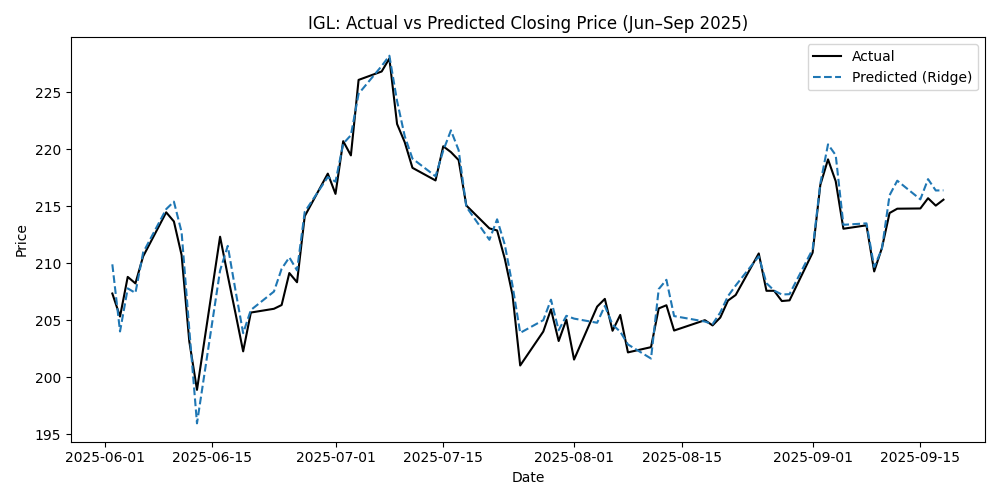 IGL: Actual vs Predicted Closing Price (Jun–Sep 2025)
Actual
Predicted (Ridge)
Price
225
220
215
210
205
200
195
2025-06-01 2025-06-15 2025-07-01 2025-07-15 2025-08-01 2025-08-15 2025-09-01 2025-09-15
Date